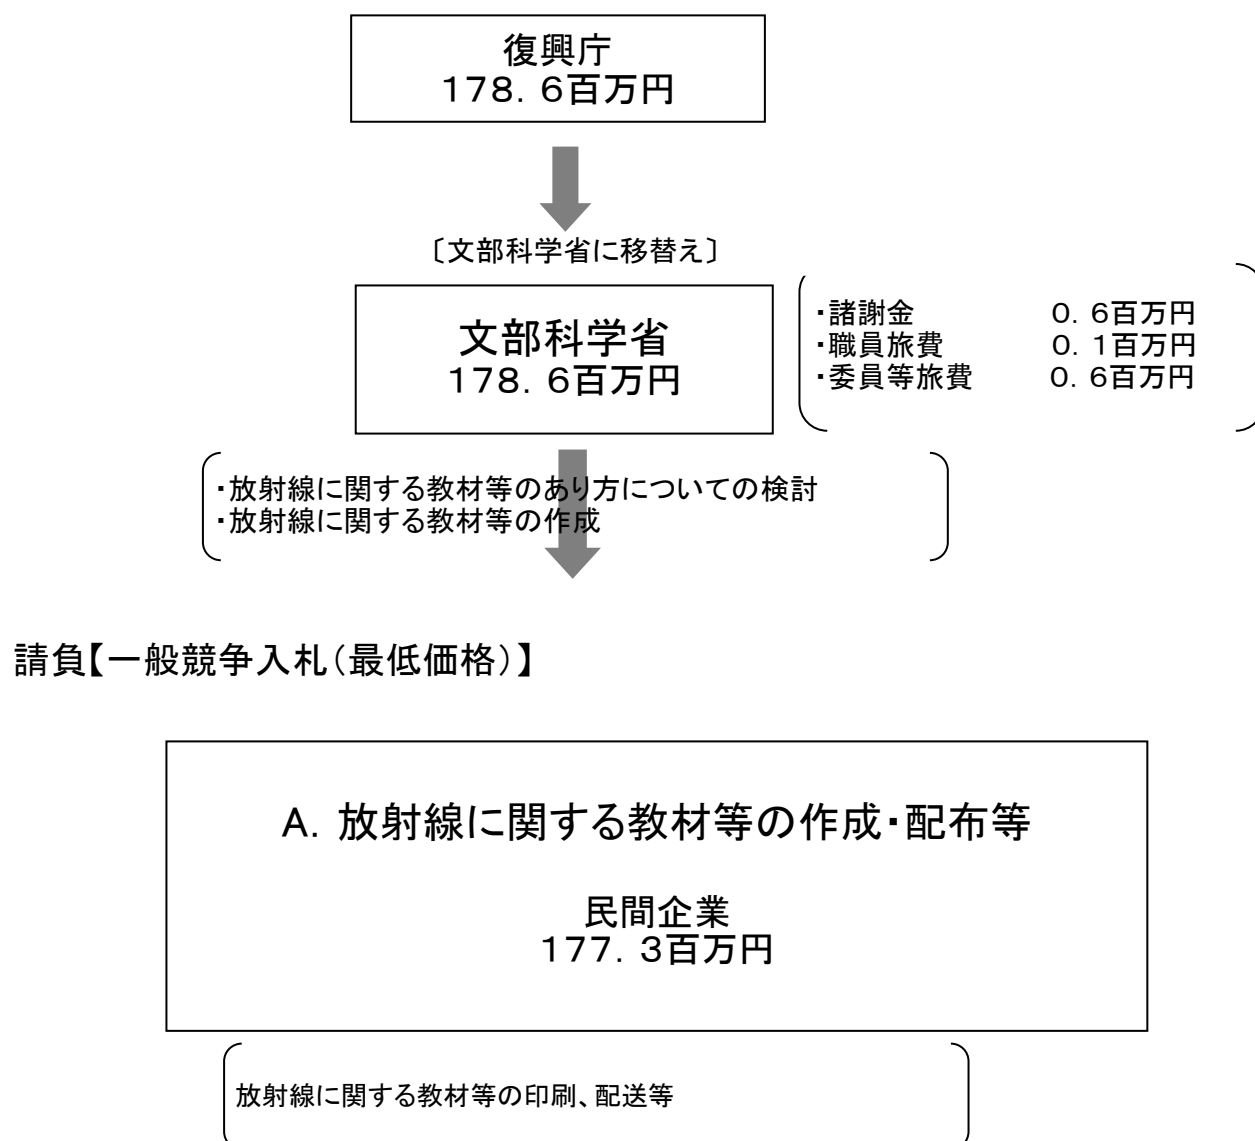 復興庁
１７８．６百万円
〔文部科学省に移替え〕
文部科学省
１７８．６百万円
・諸謝金　０．６百万円
・職員旅費　０．１百万円
・委員等旅費　０．６百万円
・放射線に関する教材等のあり方についての検討
・放射線に関する教材等の作成
請負【一般競争入札（最低価格）】
Ａ．放射線に関する教材等の作成・配布等
民間企業
１７７．３百万円
放射線に関する教材等の印刷、配送等